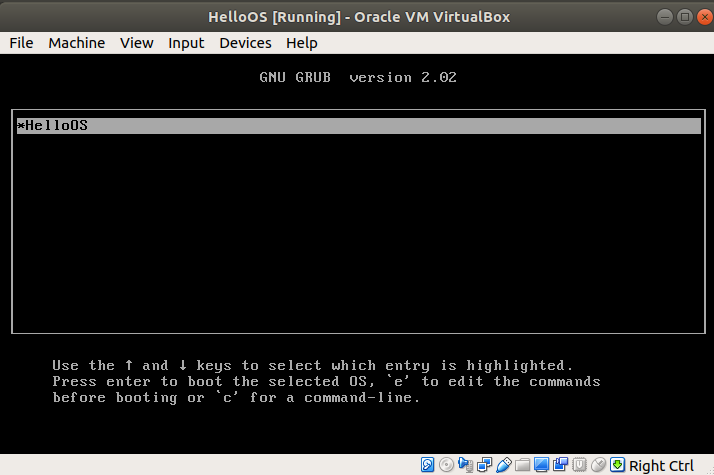 HelloOS [Running] - Oracle VM VirtualBox
File Machine View Input Devices Help
GNU GRUB  version 2.02
*HelloOS
Use the ↑ and ↓ keys to select which entry is highlighted.
Press enter to boot the selected OS, `e' to edit the commands
before booting or `c' for a command-line.
Right Ctrl